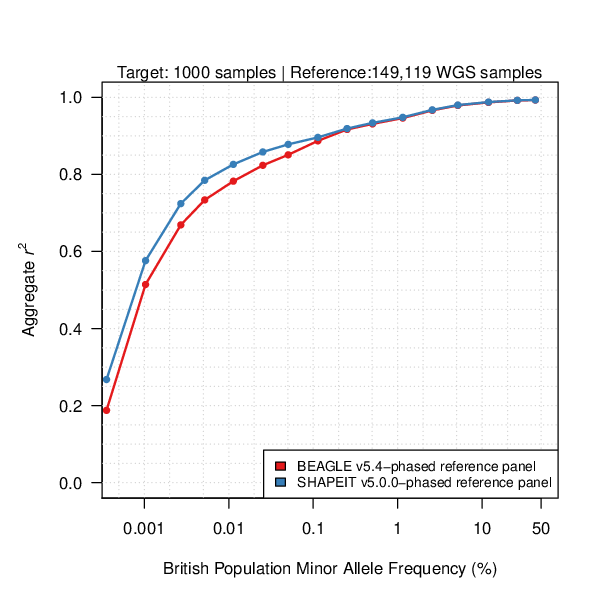 Target: 1000 samples | Reference:149,119 WGS samples
1.0
0.8
0.6
0.4
0.2
0.0
Aggregate r²
BEAGLE v5.4−phased reference panel
SHAPEIT v5.0.0−phased reference panel
0.001 0.01 0.1 1 10 50
British Population Minor Allele Frequency (%)